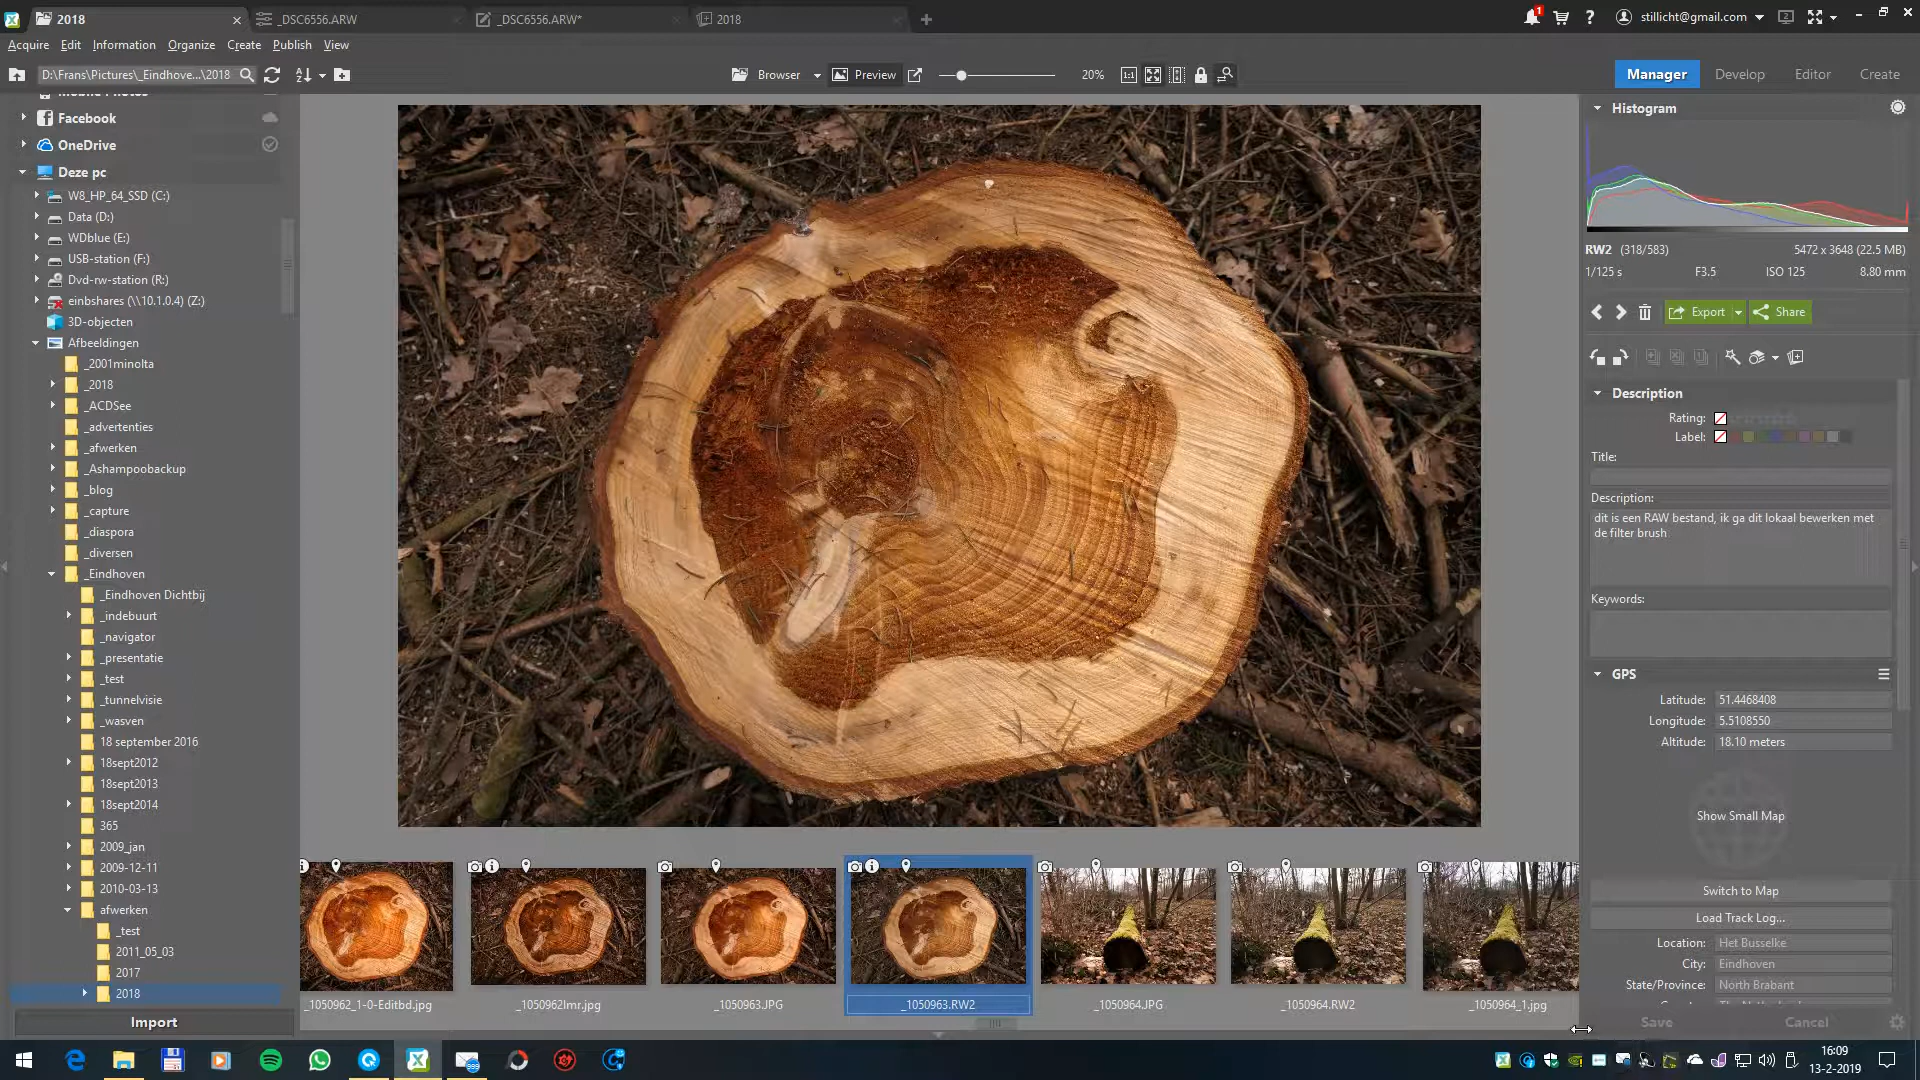 2018
_DSC6556.ARW
_DSC6556.ARW*
2018
1
stillicht@gmail.com
2
Acquire Edit Information Organize Create Publish View
D:\Frans\Pictures\_Eindhove...\2018
Browser
Preview
20%
1:1
Manager
Develop
Editor
Create
Facebook
OneDrive
Deze pc
W8_HP_64_SSD (C:)
Data (D:)
WDblue (E:)
USB-station (F:)
Dvd-rw-station (R:)
einbshares (\\10.1.0.4) (Z:)
3D-objecten
Afbeeldingen
_2001minolta
_2018
_ACDSee
_advertenties
_afwerken
_Ashampoobackup
_blog
_capture
_diaspora
_diversen
_Eindhoven
_Eindhoven Dichtbij
_indebuurt
_navigator
_presentatie
_test
_tunnelvisie
_wasven
18 september 2016
18sept2012
18sept2013
18sept2014
365
2009_jan
2009-12-11
2010-03-13
afwerken
_test
2011_05_03
2017
2018
Import
_1050962_1-0-Editbd.jpg
_1050962lmr.jpg
_1050963.JPG
_1050963.RW2
_1050964.JPG
_1050964.RW2
_1050964_1.jpg
Histogram
RW2 (318/583)
5472 x 3648 (22.5 MB)
1/125 s
F3.5
ISO 125
8.80 mm
Export
Share
Description
Rating:
Label:
Title:
Description:
dit is een RAW bestand, ik ga dit lokaal bewerken met
de filter brush
Keywords:
GPS
Latitude: 51.4468408
Longitude: 5.5108550
Altitude: 18.10 meters
Show Small Map
Switch to Map
Load Track Log...
Location: Het Busselke
City: Eindhoven
State/Province: North Brabant
Save
Cancel
16:09
13-2-2019